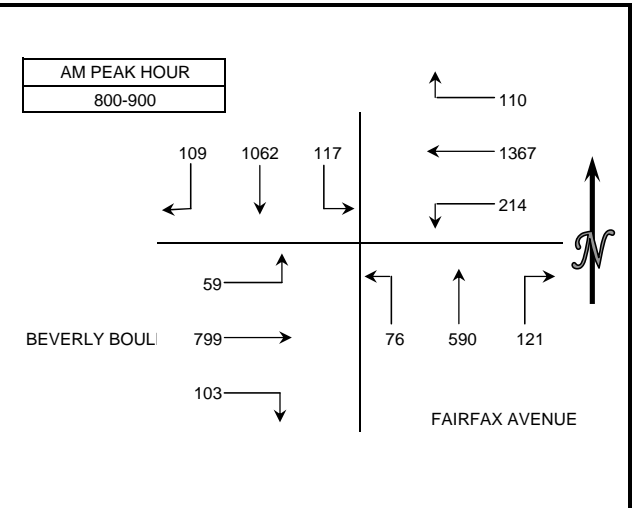 AM PEAK HOUR
800-900
110
109 1062 117 1367
214
N
59
BEVERLY BOUL 799 76 590 121
103
FAIRFAX AVENUE